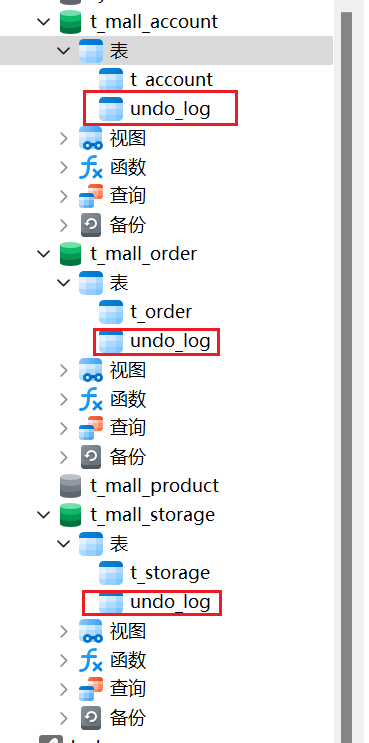 t_mall_account
表
t_account
undo_log
视图
函数
查询
备份
t_mall_order
表
t_order
undo_log
视图
函数
查询
备份
t_mall_product
t_mall_storage
表
t_storage
undo_log
视图
函数
查询
备份